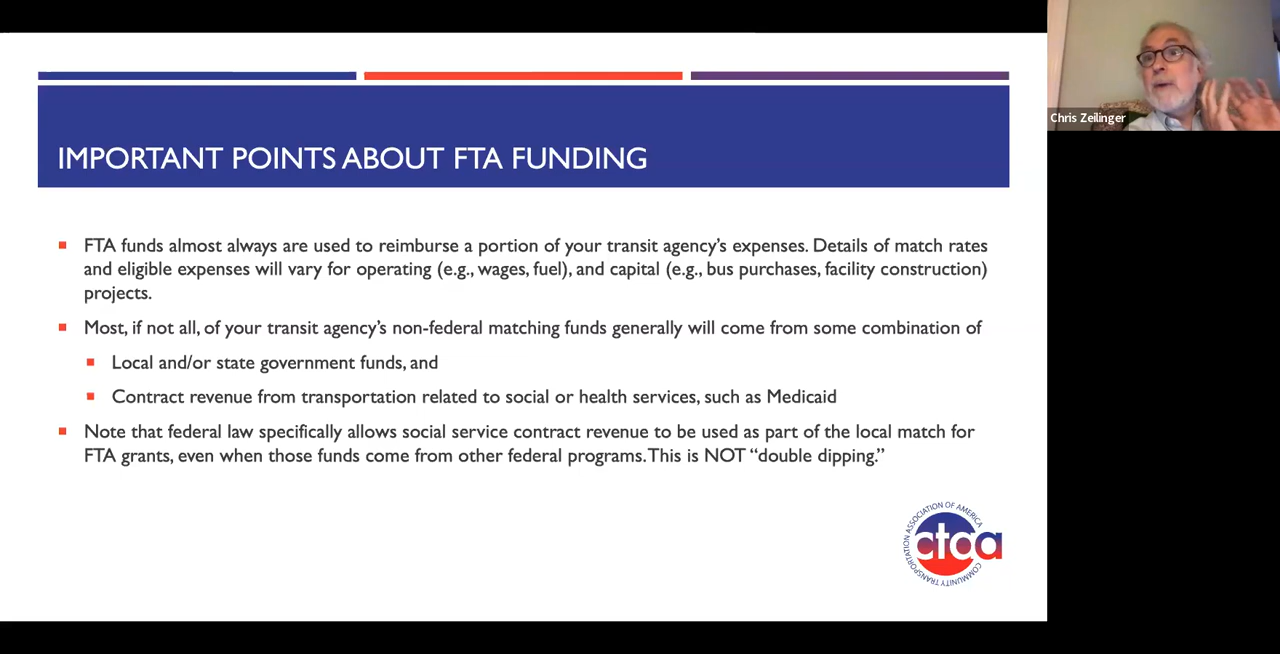 IMPORTANT POINTS ABOUT FTA FUNDING
Chris Zeilinger
FTA funds almost always are used to reimburse a portion of your transit agency's expenses. Details of match rates
and eligible expenses will vary for operating (e.g., wages, fuel), and capital (e.g., bus purchases, facility construction)
projects.
Most, if not all, of your transit agency's non-federal matching funds generally will come from some combination of
Local and/or state government funds, and
Contract revenue from transportation related to social or health services, such as Medicaid
Note that federal law specifically allows social service contract revenue to be used as part of the local match for
FTA grants, even when those funds come from other federal programs. This is NOT “double dipping.”
COMMUNITY TRANSPORTATION ASSOCIATION OF AMERICA
ctaa